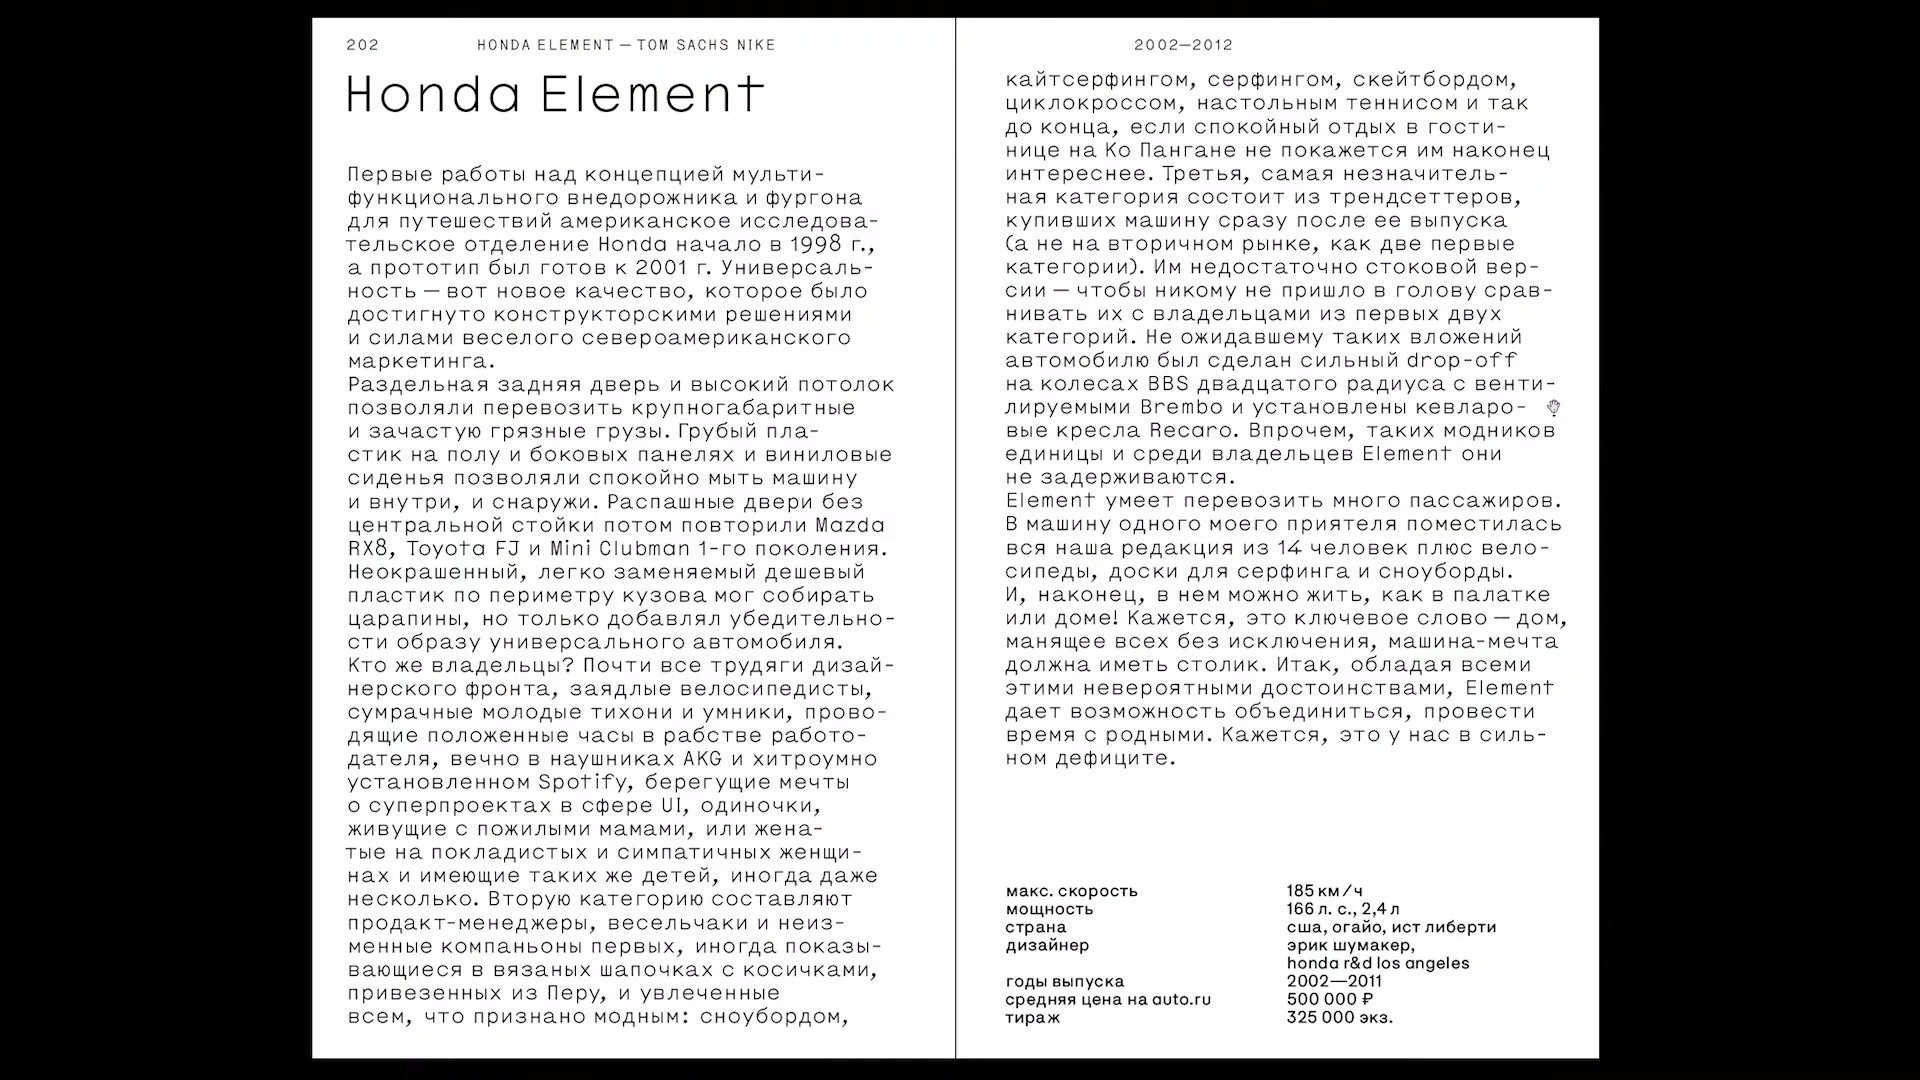 202
HONDA ELEMENT — TOM SACHS NIKE
Honda Element
Первые работы над концепцией мульти-
функционального внедорожника и фургона
для путешествий американское исследова-
тельское отделение Honda начало в 1998 г.,
а прототип был готов к 2001 г. Универсаль-
ность — вот новое качество, которое было
достигнуто конструкторскими решениями
и силами веселого североамериканского
маркетинга.
Раздельная задняя дверь и высокий потолок
позволяли перевозить крупногабаритные
и зачастую грязные грузы. Грубый пла-
стик на полу и боковых панелях и виниловые
сиденья позволяли спокойно мыть машину
и внутри, и снаружи. Распашные двери без
центральной стойки потом повторили Mazda
RX8, Toyota FJ и Mini Clubman 1-го поколения.
Неокрашенный, легко заменяемый дешевый
пластик по периметру кузова мог собирать
царапины, но только добавлял убедительно-
сти образу универсального автомобиля.
Кто же владельцы? Почти все трудяги дизай-
нерского фронта, заядлые велосипедисты,
сумрачные молодые тихони и умники, прово-
дящие положенные часы в рабстве работо-
дателя, вечно в наушниках AKG и хитроумно
установленном Spotify, берегущие мечты
о суперпроектах в сфере UI, одиночки,
живущие с пожилыми мамами, или жена-
тые на покладистых и симпатичных женщи-
нах и имеющие таких же детей, иногда даже
несколько. Вторую категорию составляют
продакт-менеджеры, весельчаки и неиз-
менные компаньоны первых, иногда показы-
вающиеся в вязаных шапочках с косичками,
привезенных из Перу, и увлеченные
всем, что признано модным: сноубордом,
2002—2012
кайтсерфингом, серфингом, скейтбордом,
циклокроссом, настольным теннисом и так
до конца, если спокойный отдых в гости-
нице на Ко Пангане не покажется им наконец
интереснее. Третья, самая незначитель-
ная категория состоит из трендсеттеров,
купивших машину сразу после ее выпуска
(а не на вторичном рынке, как две первые
категории). Им недостаточно стоковой вер-
сии — чтобы никому не пришло в голову срав-
нивать их с владельцами из первых двух
категорий. Не ожидавшему таких вложений
автомобилю был сделан сильный drop-off
на колесах BBS двадцатого радиуса с венти-
лируемыми Brembo и установлены кевларо-
вые кресла Recaro. Впрочем, таких модников
единицы и среди владельцев Element они
не задерживаются.
Element умеет перевозить много пассажиров.
В машину одного моего приятеля поместилась
вся наша редакция из 14 человек плюс вело-
сипеды, доски для серфинга и сноуборды.
И, наконец, в нем можно жить, как в палатке
или доме! Кажется, это ключевое слово — дом,
манящее всех без исключения, машина-мечта
должна иметь столик. Итак, обладая всеми
этими невероятными достоинствами, Element
дает возможность объединиться, провести
время с родными. Кажется, это у нас в силь-
ном дефиците.
макс. скорость 185 км/ч
мощность 166 л. с., 2,4 л
страна сша, огайо, ист либерти
дизайнер эрик шумакер,
honda r&d los angeles
годы выпуска 2002—2011
средняя цена на auto.ru 500 000 ₽
тираж 325 000 экз.